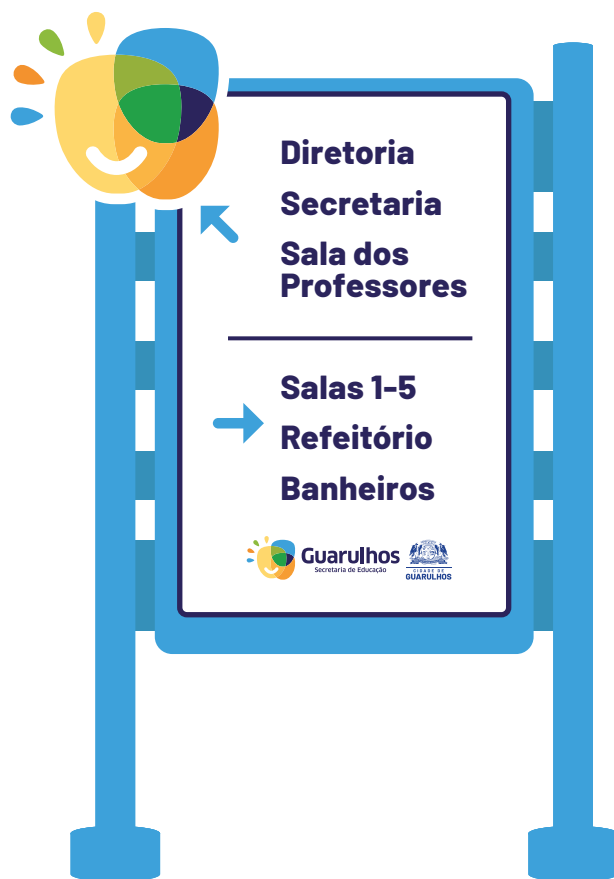 Diretoria
Secretaria
Sala dos
Professores
Salas 1-5
Refeitório
Banheiros
Guarulhos
Secretaria de Educação
CIDADE DE
GUARULHOS